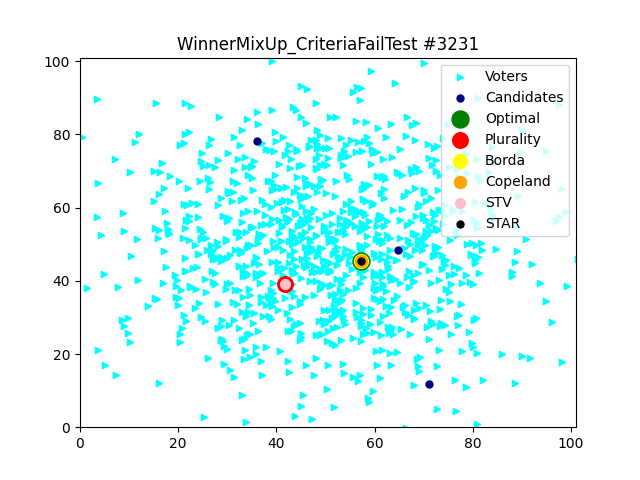 WinnerMixUp_CriteriaFailTest #3231
100
80
60
40
20
0
0 20 40 60 80 100
Voters
Candidates
Optimal
Plurality
Borda
Copeland
STV
STAR